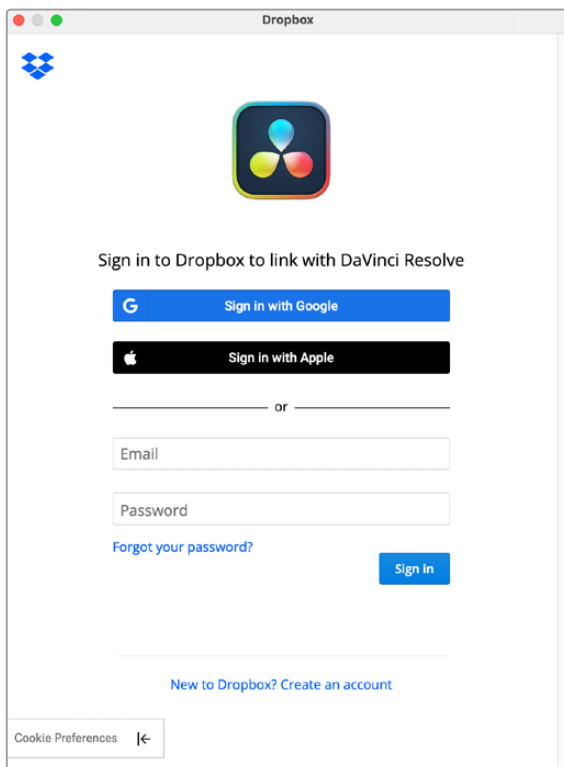 Dropbox
Sign in to Dropbox to link with DaVinci Resolve
Sign in with Google
Sign in with Apple
or
Email
Password
Forgot your password?
Sign in
New to Dropbox? Create an account
Cookie Preferences